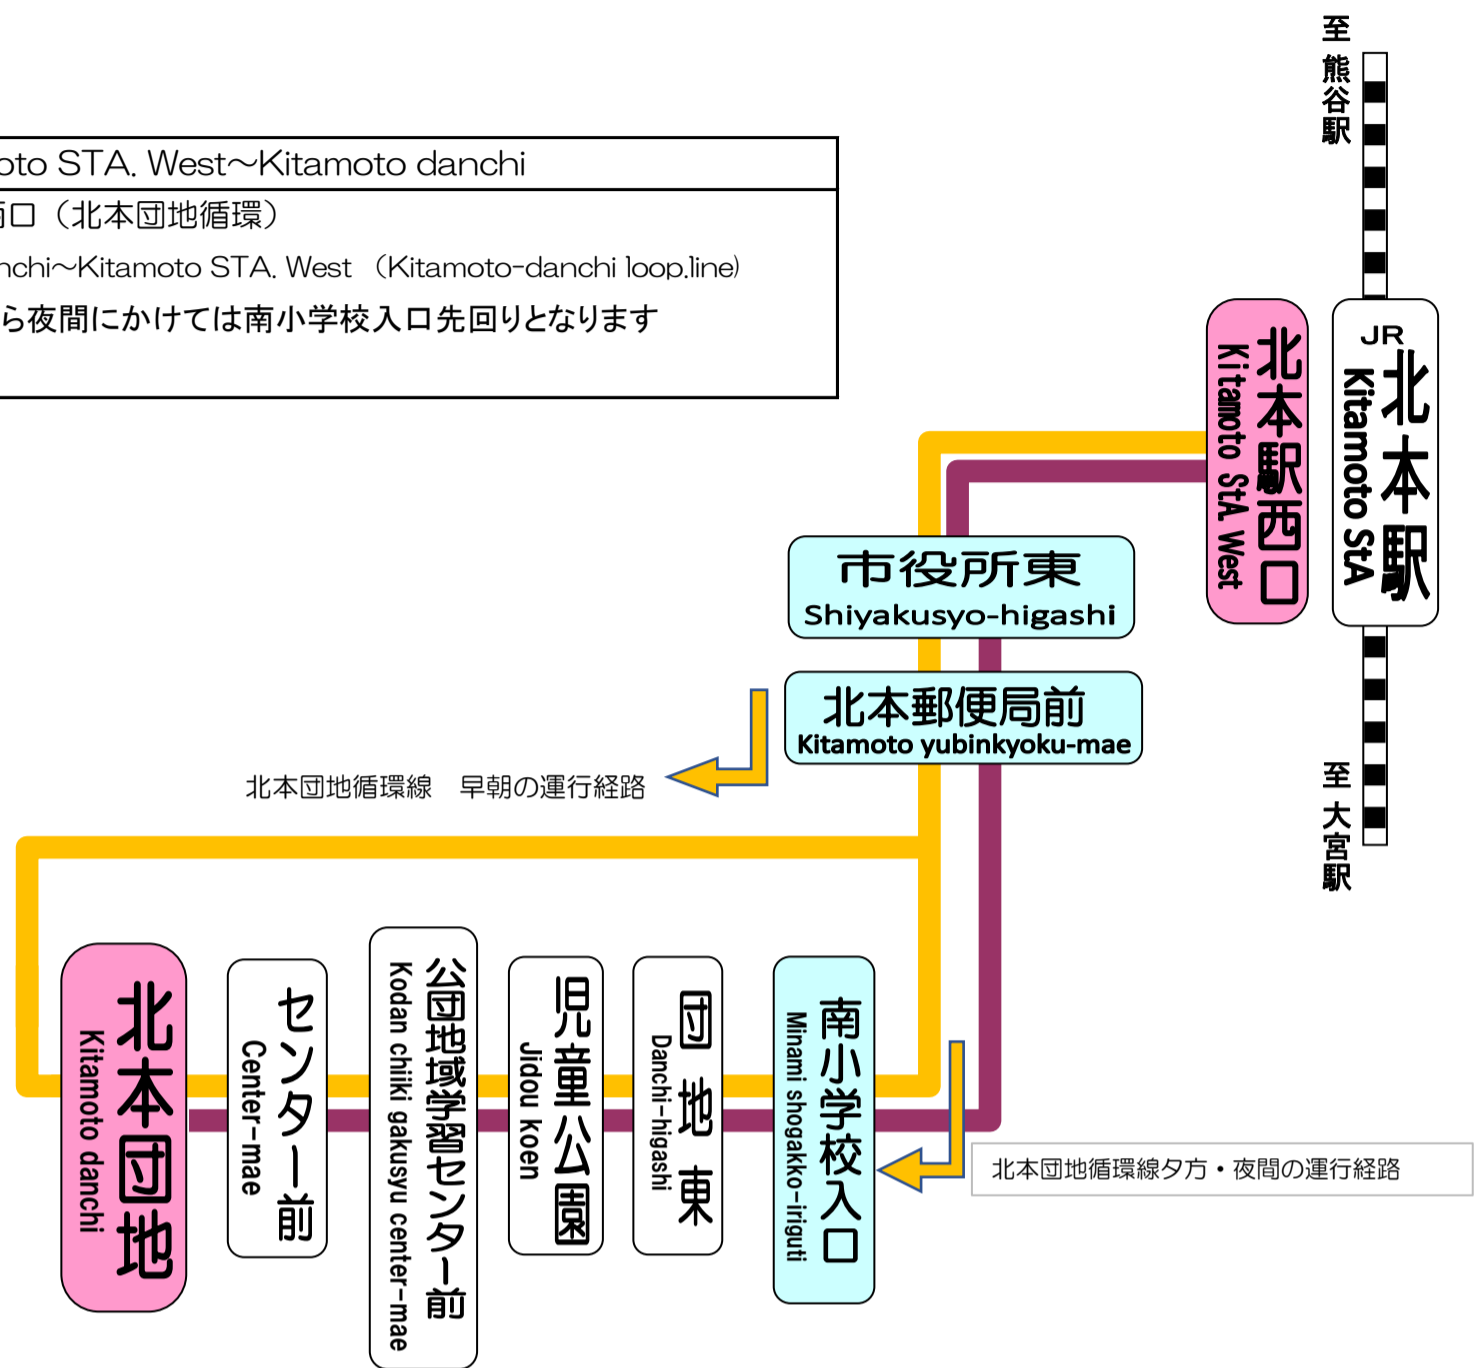 至 熊谷駅
oto STA. West～Kitamoto danchi
西口（北本団地循環）
nchi～Kitamoto STA. West （Kitamoto-danchi loop.line)
ら夜間にかけては南小学校入口先回りとなります
JR
北本駅
Kitamoto StA
北本駅西口
Kitamoto StA. West
市役所東
Shiyakusyo-higashi
北本郵便局前
Kitamoto yubinkyoku-mae
北本団地循環線　早朝の運行経路
至 大宮駅
北本団地
Kitamoto danchi
センター前
Center-mae
公団地域学習センター前
Kodan chiiki gakusyu center-mae
児童公園
Jidou koen
団地東
Danchi-higashi
南小学校入口
Minami shogakko-iriguti
北本団地循環線夕方・夜間の運行経路